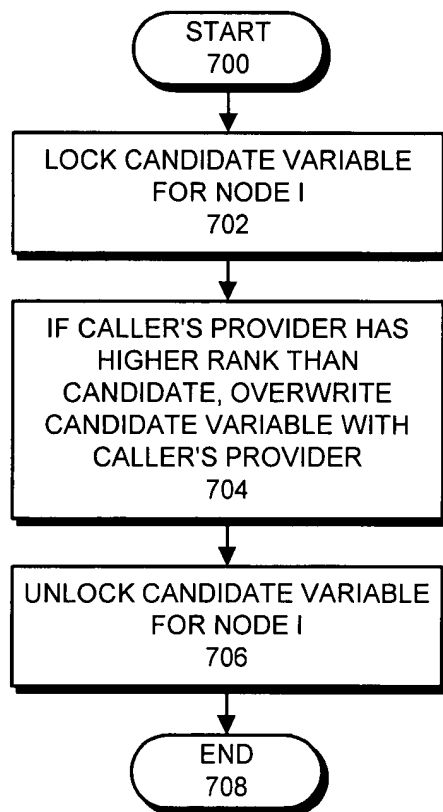 START
700
LOCK CANDIDATE VARIABLE
FOR NODE I
702
IF CALLER'S PROVIDER HAS
HIGHER RANK THAN
CANDIDATE, OVERWRITE
CANDIDATE VARIABLE WITH
CALLER'S PROVIDER
704
UNLOCK CANDIDATE VARIABLE
FOR NODE I
706
END
708